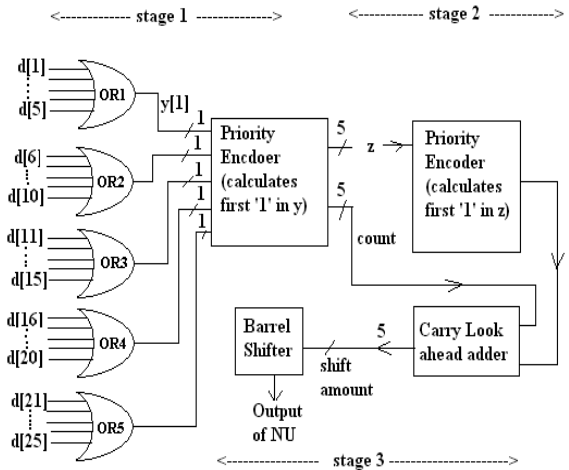 <---------- stage 1 ---------->
<-------- stage 2 -------->
d[1]
d[5]
OR1
y[1]
1
d[6]
d[10]
OR2
1
d[11]
d[15]
OR3
1
d[16]
d[20]
OR4
1
d[21]
d[25]
OR5
1
Priority
Encdoer
(calculates
first '1' in y)
5
z
5
count
Priority
Encoder
(calculates
first '1' in z)
Barrel
Shifter
5
shift
amount
Carry Look
ahead adder
Output
of NU
<---------- stage 3 ---------->